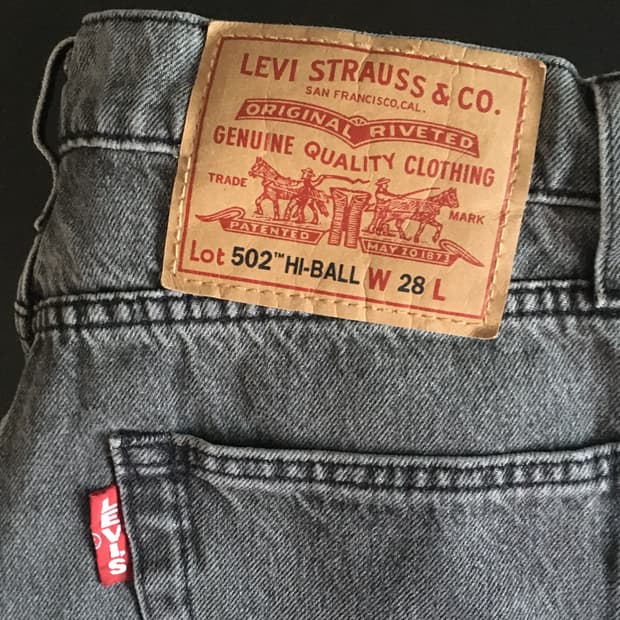 LEVI STRAUSS & CO.
SAN FRANCISCO, CAL.
ORIGINAL RIVETED
GENUINE QUALITY CLOTHING
TRADE MARK
PATENTED MAY 20 1873
Lot 502™ HI-BALL W 28 L
LEVI'S
®